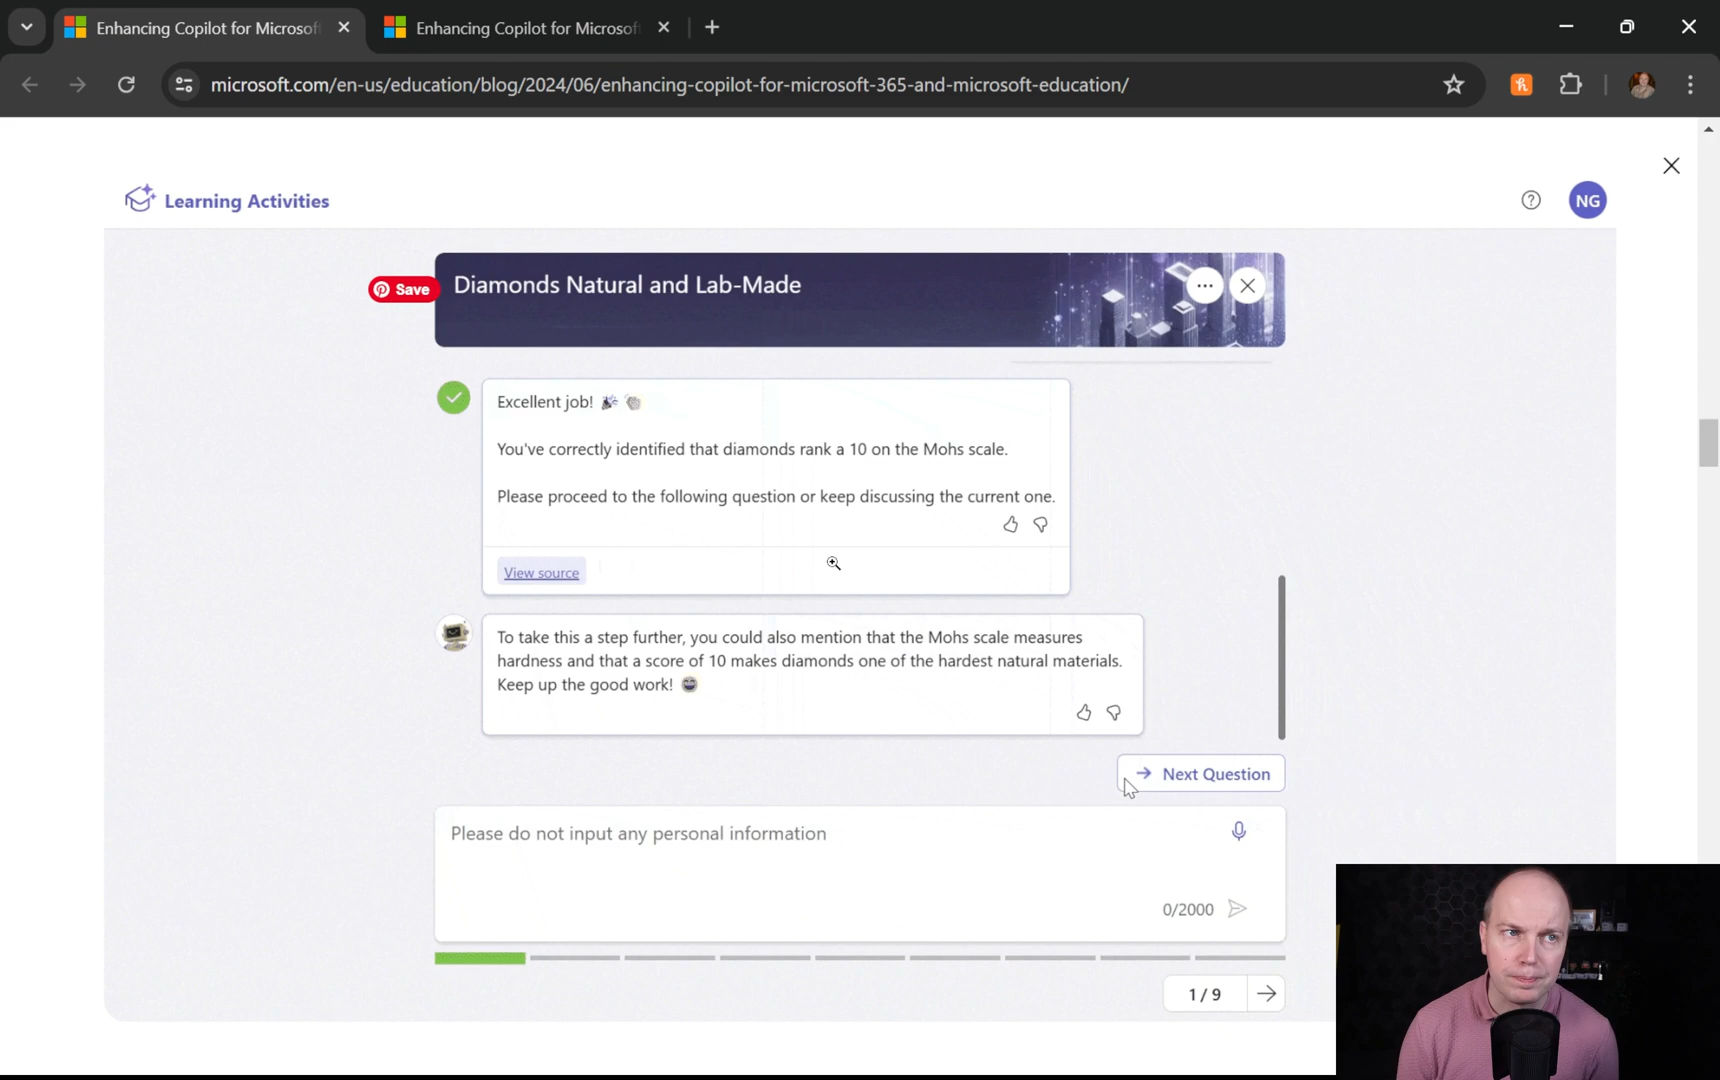 Enhancing Copilot for Microsof
Enhancing Copilot for Microsof
microsoft.com/en-us/education/blog/2024/06/enhancing-copilot-for-microsoft-365-and-microsoft-education/
Learning Activities
NG
Save
Diamonds Natural and Lab-Made
Excellent job!
You've correctly identified that diamonds rank a 10 on the Mohs scale.
Please proceed to the following question or keep discussing the current one.
View source
To take this a step further, you could also mention that the Mohs scale measures
hardness and that a score of 10 makes diamonds one of the hardest natural materials.
Keep up the good work!
Next Question
Please do not input any personal information
0/2000
1 / 9